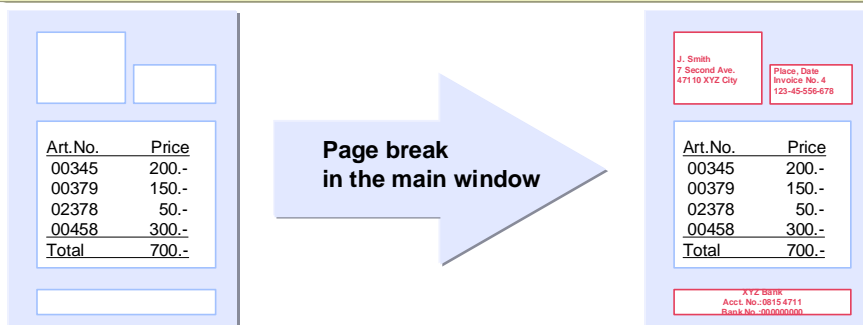 Art.No. Price
00345 200.-
00379 150.-
02378 50.-
00458 300.-
Total 700.-
Page break
in the main window
J. Smith
7 Second Ave.
47110 XYZ City
Place, Date
Invoice No. 4
123-45-556-678
Art.No. Price
00345 200.-
00379 150.-
02378 50.-
00458 300.-
Total 700.-
XYZ Bank
Acct. No.:0815 4711
Bank No.:000000000